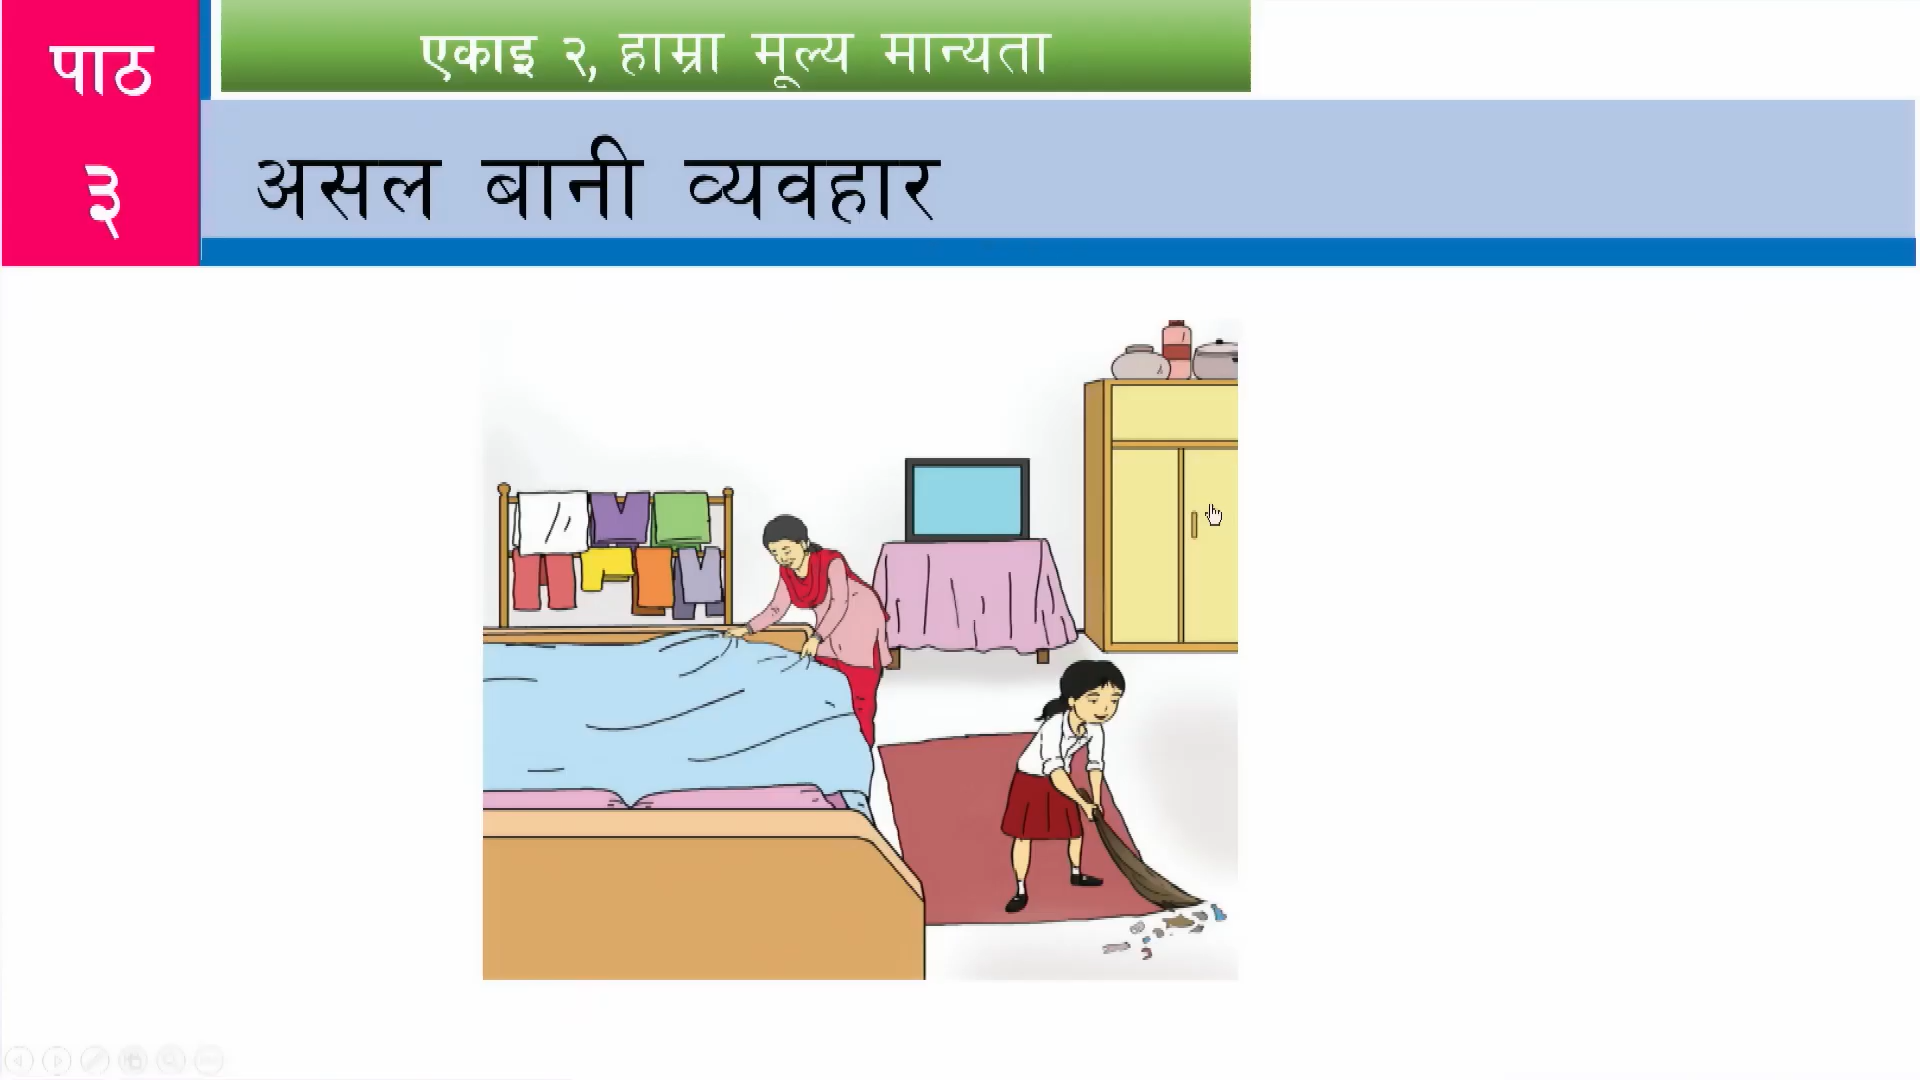 पाठ
३
एकाइ २, हाम्रा मूल्य मान्यता
असल बानी व्यवहार